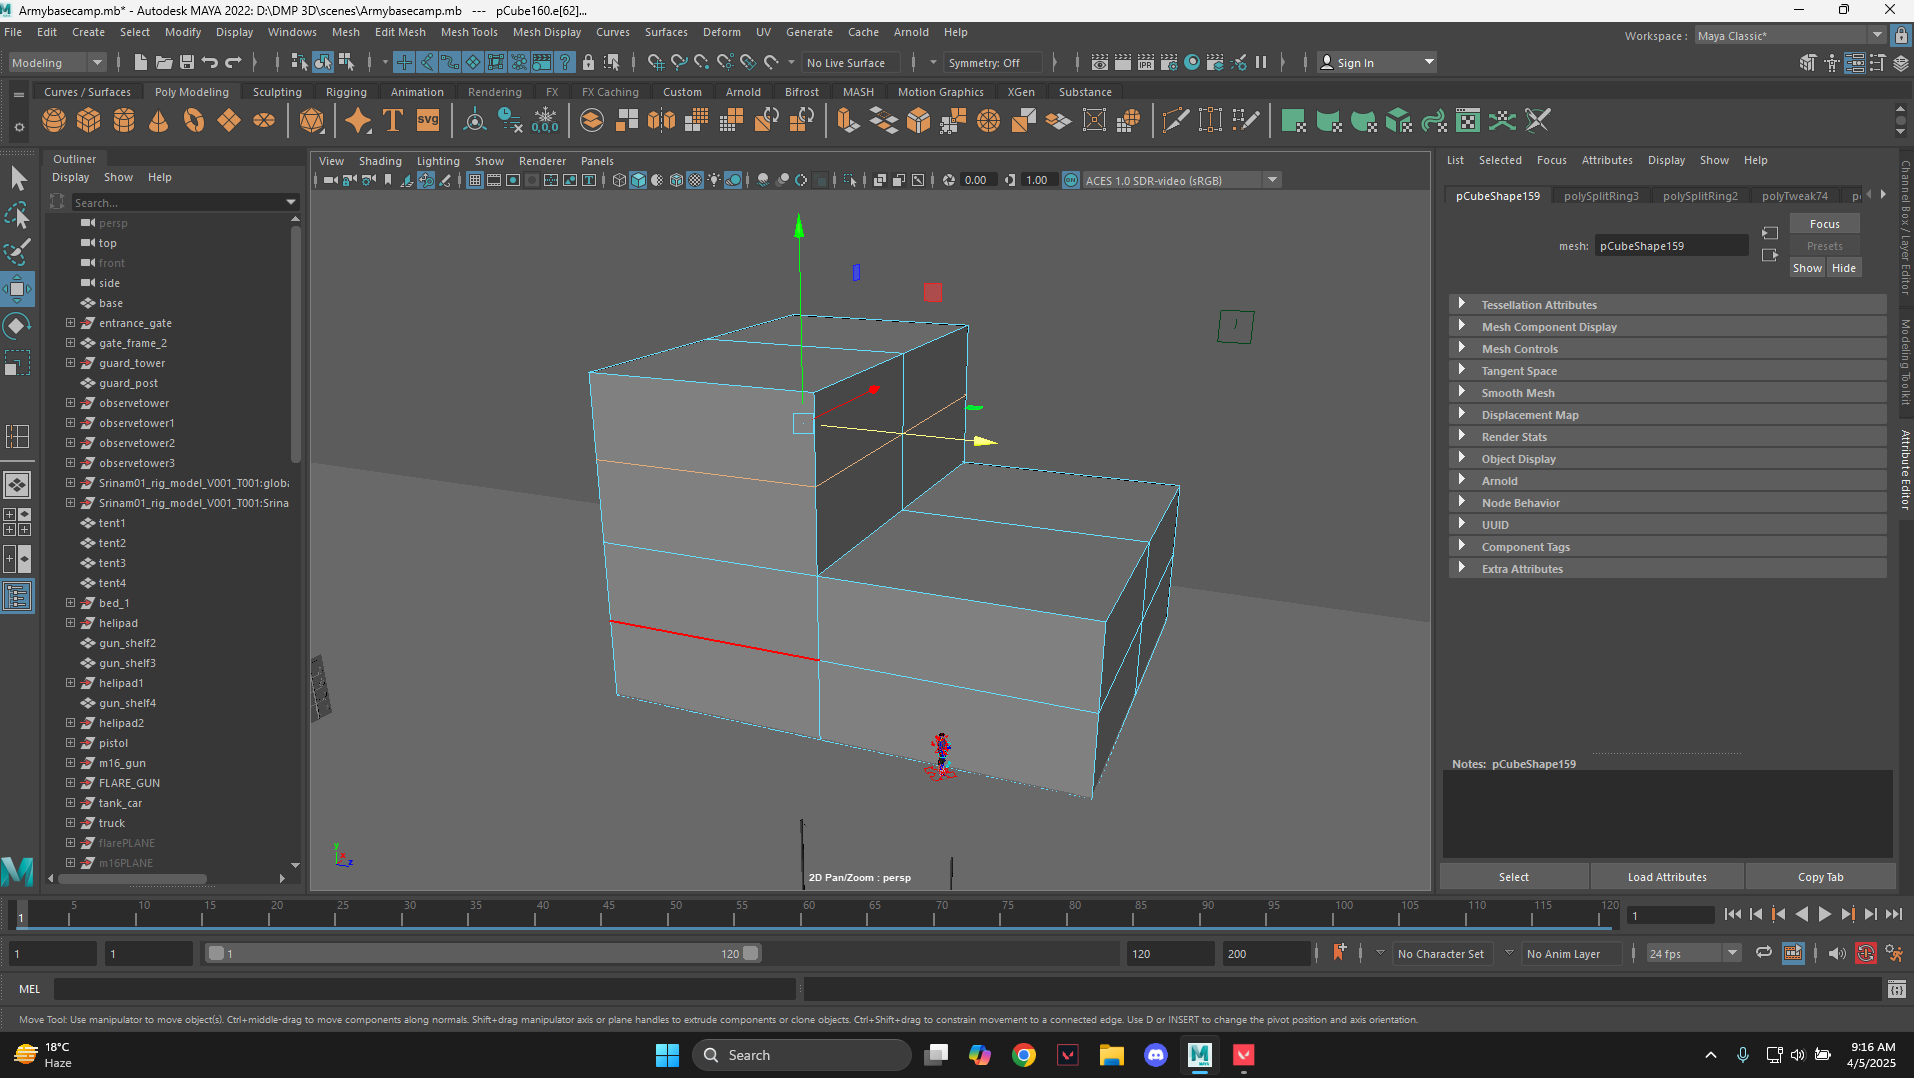 Armybasecamp.mb* - Autodesk MAYA 2022: D:\DMP 3D\scenes\Armybasecamp.mb   ---   pCube160.e[62]...
File Edit Create Select Modify Display Windows Mesh Edit Mesh Mesh Tools Mesh Display Curves Surfaces Deform UV Generate Cache Arnold Help
Workspace : Maya Classic*
Modeling No Live Surface Symmetry: Off Sign In
Curves / Surfaces Poly Modeling Sculpting Rigging Animation Rendering FX FX Caching Custom Arnold Bifrost MASH Motion Graphics XGen Substance
T SVG 0,0,0
Outliner
Display Show Help
Search...
persp
top
front
side
base
entrance_gate
gate_frame_2
guard_tower
guard_post
observetower
observetower1
observetower2
observetower3
Srinam01_rig_model_V001_T001:globa
Srinam01_rig_model_V001_T001:Srina
tent1
tent2
tent3
tent4
bed_1
helipad
gun_shelf2
gun_shelf3
helipad1
gun_shelf4
helipad2
pistol
m16_gun
FLARE_GUN
tank_car
truck
flarePLANE
m16PLANE
View Shading Lighting Show Renderer Panels
0.00 1.00 ACES 1.0 SDR-video (sRGB)
y
x
z
2D Pan/Zoom : persp
List Selected Focus Attributes Display Show Help
pCubeShape159 polySplitRing3 polySplitRing2 polyTweak74
mesh: pCubeShape159
Focus
Presets
Show Hide
Tessellation Attributes
Mesh Component Display
Mesh Controls
Tangent Space
Smooth Mesh
Displacement Map
Render Stats
Object Display
Arnold
Node Behavior
UUID
Component Tags
Extra Attributes
Notes: pCubeShape159
Select Load Attributes Copy Tab
Channel Box / Layer Editor
Modeling Toolkit
Attribute Editor
1 5 10 15 20 25 30 35 40 45 50 55 60 65 70 75 80 85 90 95 100 105 110 115 120
1
1 1 1 120 120 200 No Character Set No Anim Layer 24 fps
MEL
Move Tool: Use manipulator to move object(s). Ctrl+middle-drag to move components along normals. Shift+drag manipulator axis or plane handles to extrude components or clone objects. Ctrl+Shift+drag to constrain movement to a connected edge. Use D or INSERT to change the pivot position and axis orientation.
18°C
Haze
Search
9:16 AM
4/5/2025